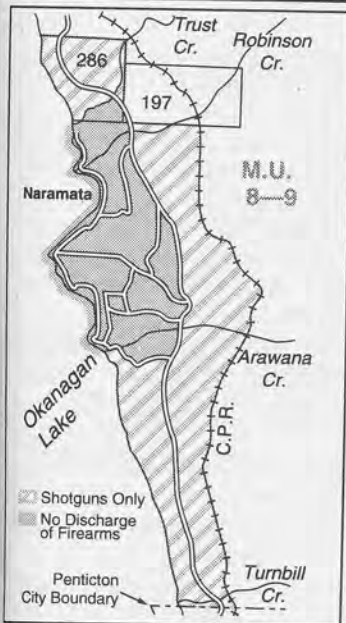 Trust
Cr.
Robinson
Cr.
286
197
M.U.
8—9
Naramata
Okanagan
Lake
Arawana
Cr.
C.P.R.
Shotguns Only
No Discharge
of Firearms
Penticton
City Boundary
Turnbill
Cr.